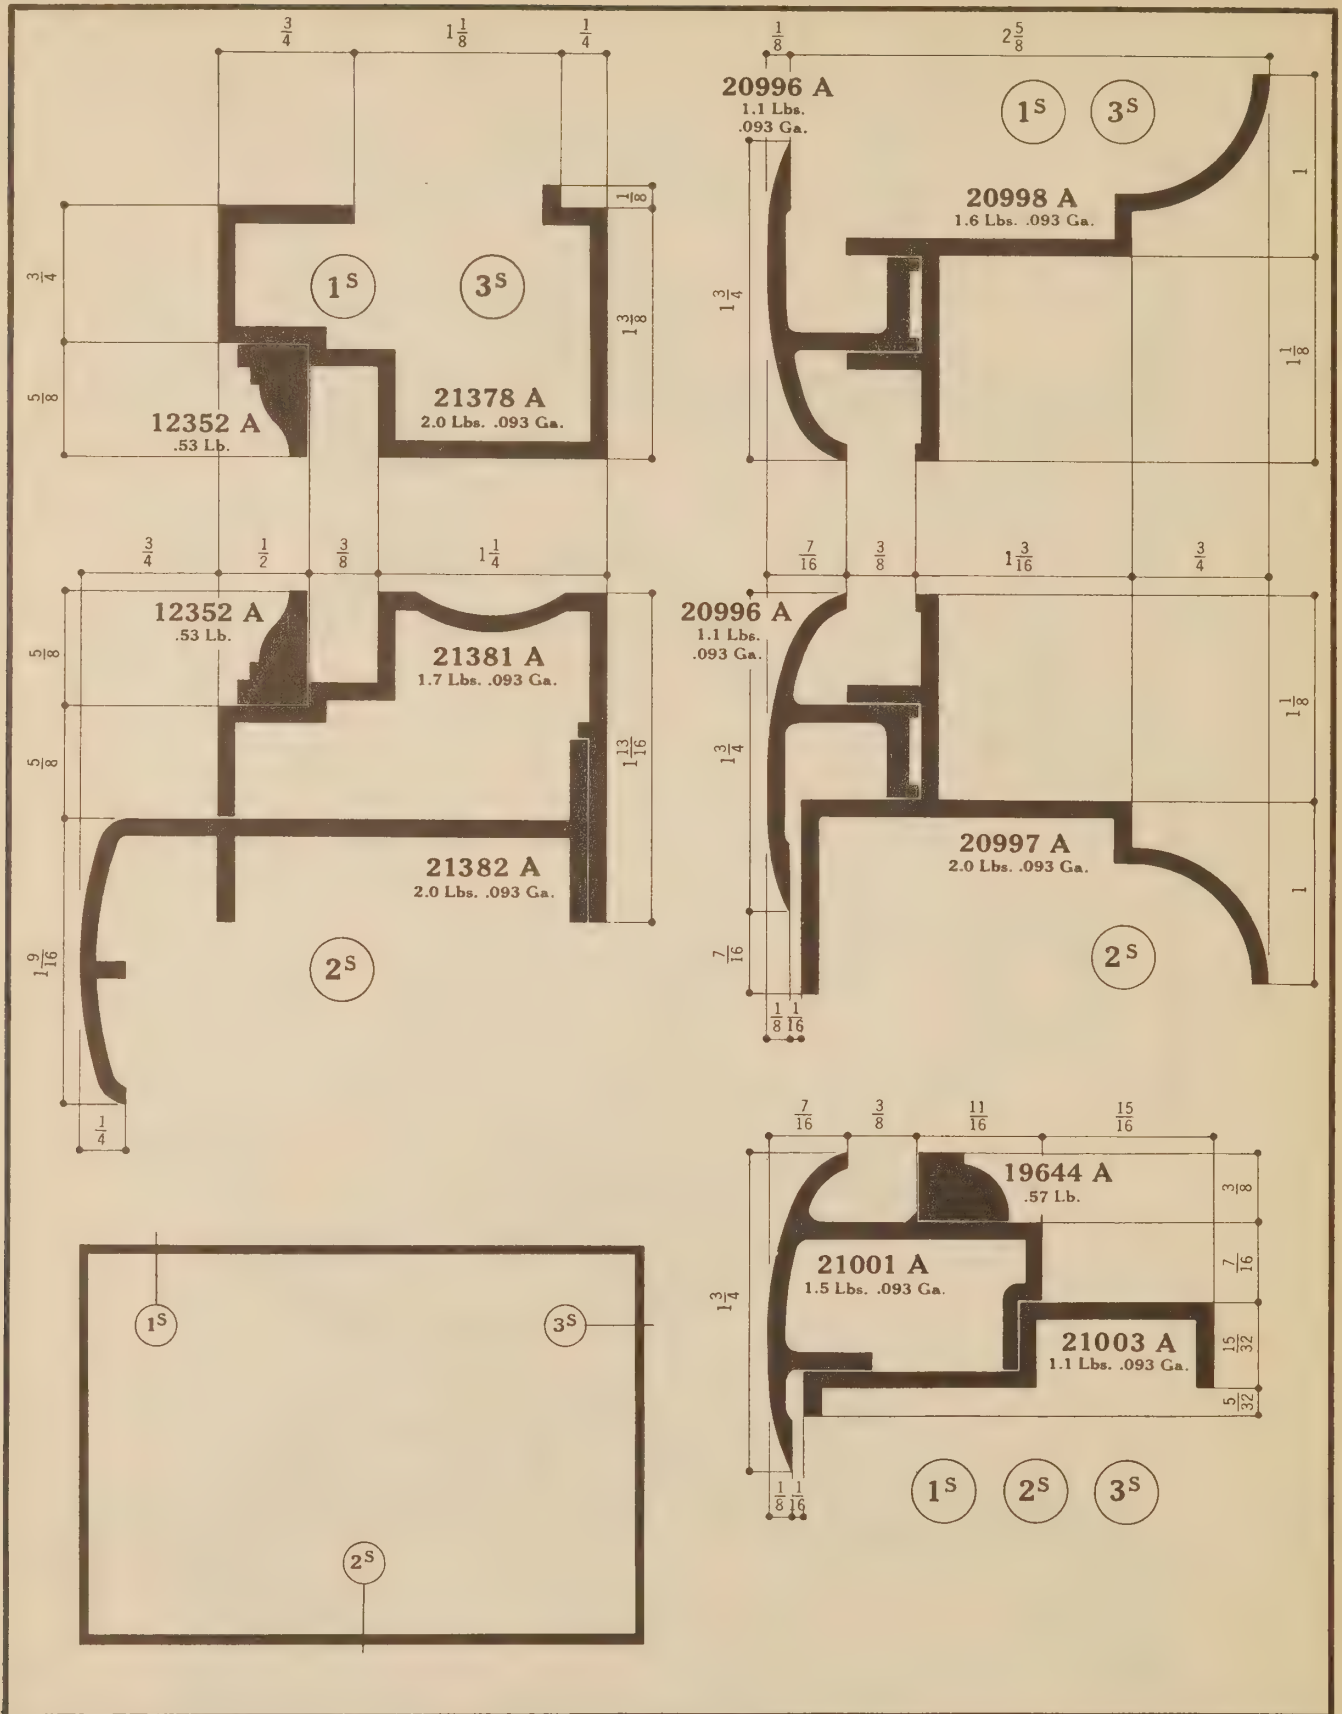 3/4 1 1/8 1/4
1/8 2 5/8
20996 A
1.1 Lbs.
.093 Ga.
1S 3S
20998 A
1.6 Lbs. .093 Ga.
1/8
1
3/4
1S 3S
1 3/4
1 3/8
1 1/8
5/8
12352 A
.53 Lb.
21378 A
2.0 Lbs. .093 Ga.
3/4 1/2 3/8 1 1/4
7/16 3/8 1 3/16 3/4
12352 A
.53 Lb.
5/8
21381 A
1.7 Lbs. .093 Ga.
20996 A
1.1 Lbs.
.093 Ga.
1 1/8
5/8
1 13/16
1 3/4
21382 A
2.0 Lbs. .093 Ga.
20997 A
2.0 Lbs. .093 Ga.
1
1 9/16
2S
7/16
2S
1/8 1/16
1/4
7/16 3/8 11/16 15/16
19644 A
.57 Lb.
3/8
21001 A
1.5 Lbs. .093 Ga.
7/16
1 3/4
1S
3S
21003 A
1.1 Lbs. .093 Ga.
15/32
5/32
1/8 1/16
1S 2S 3S
2S